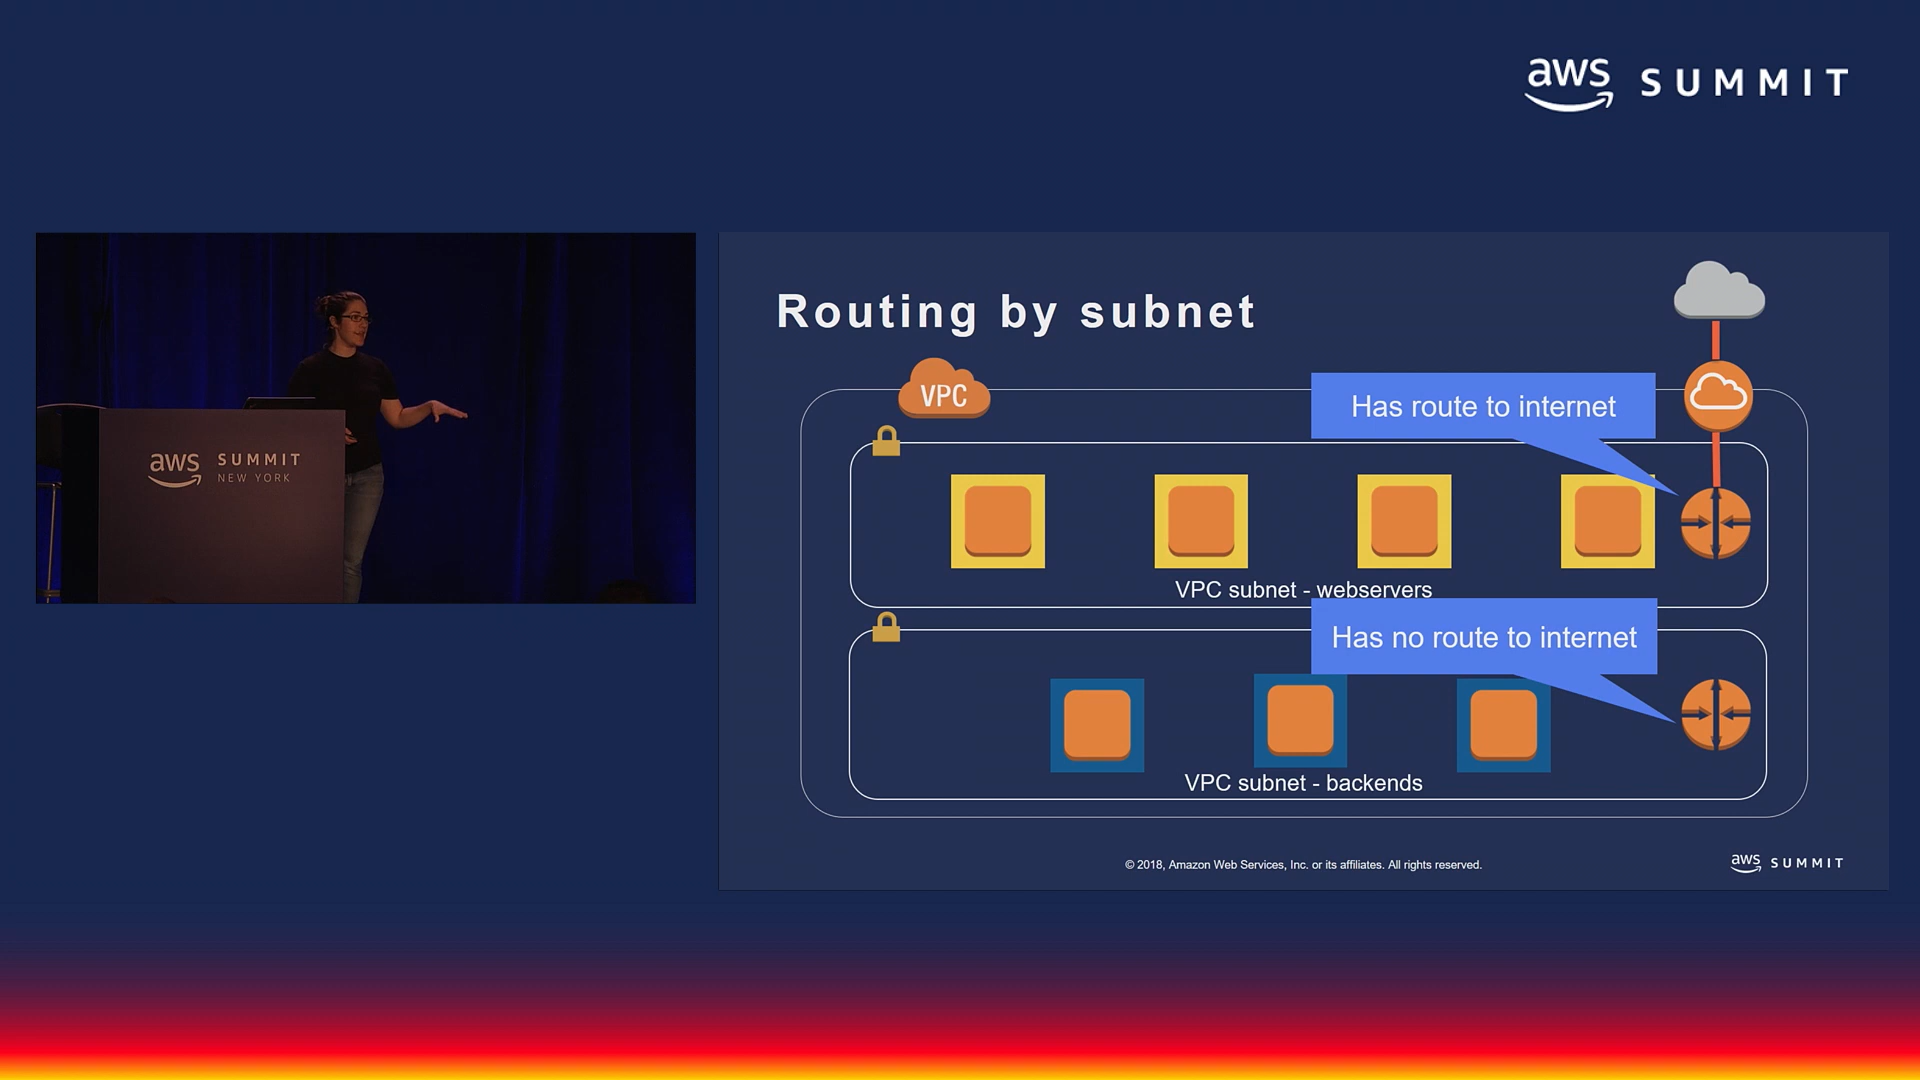 aws SUMMIT
aws SUMMIT
NEW YORK
Routing by subnet
VPC
Has route to internet
VPC subnet - webservers
Has no route to internet
VPC subnet - backends
© 2018, Amazon Web Services, Inc. or its affiliates. All rights reserved.
aws SUMMIT